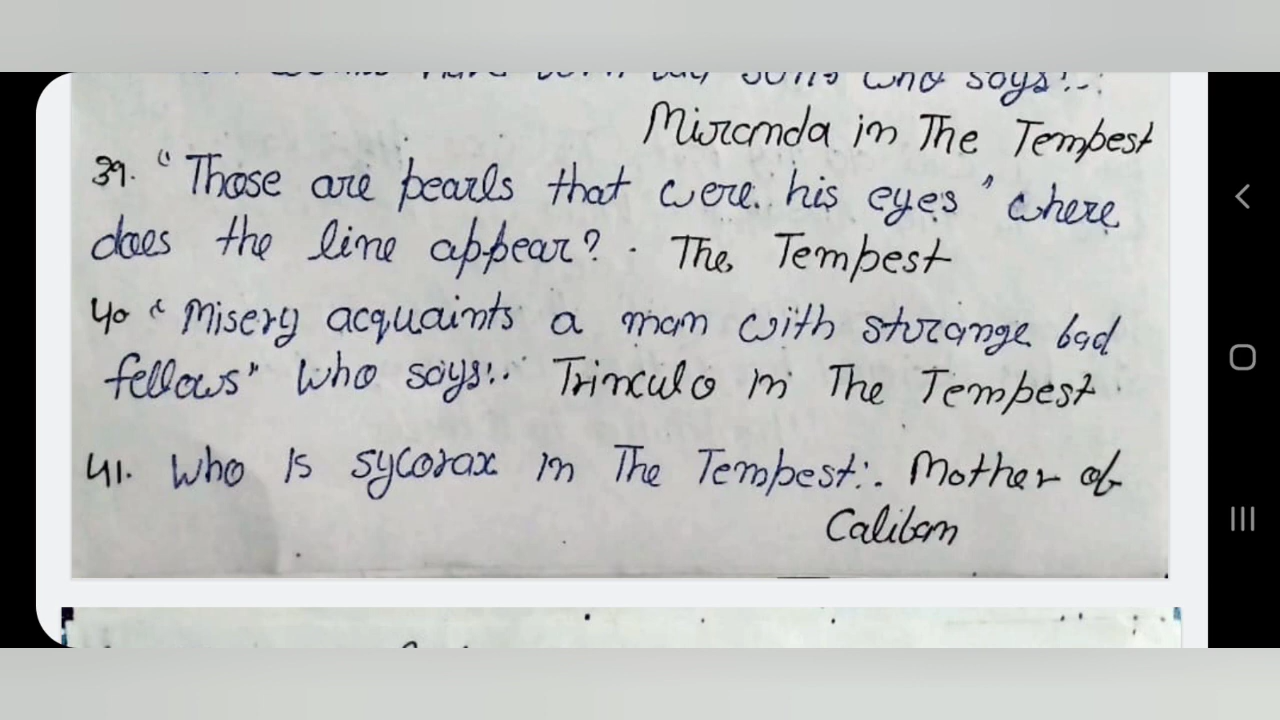 who says:-
Miranda in The Tempest
39. "Those are pearls that were his eyes" where
does the line appear? . The Tempest
40 "Misery acquaints a man with strange bad
fellows" Who says:. Trinculo in The Tempest.
41. Who Is sycorax in The Tempest:. Mother of
Caliban